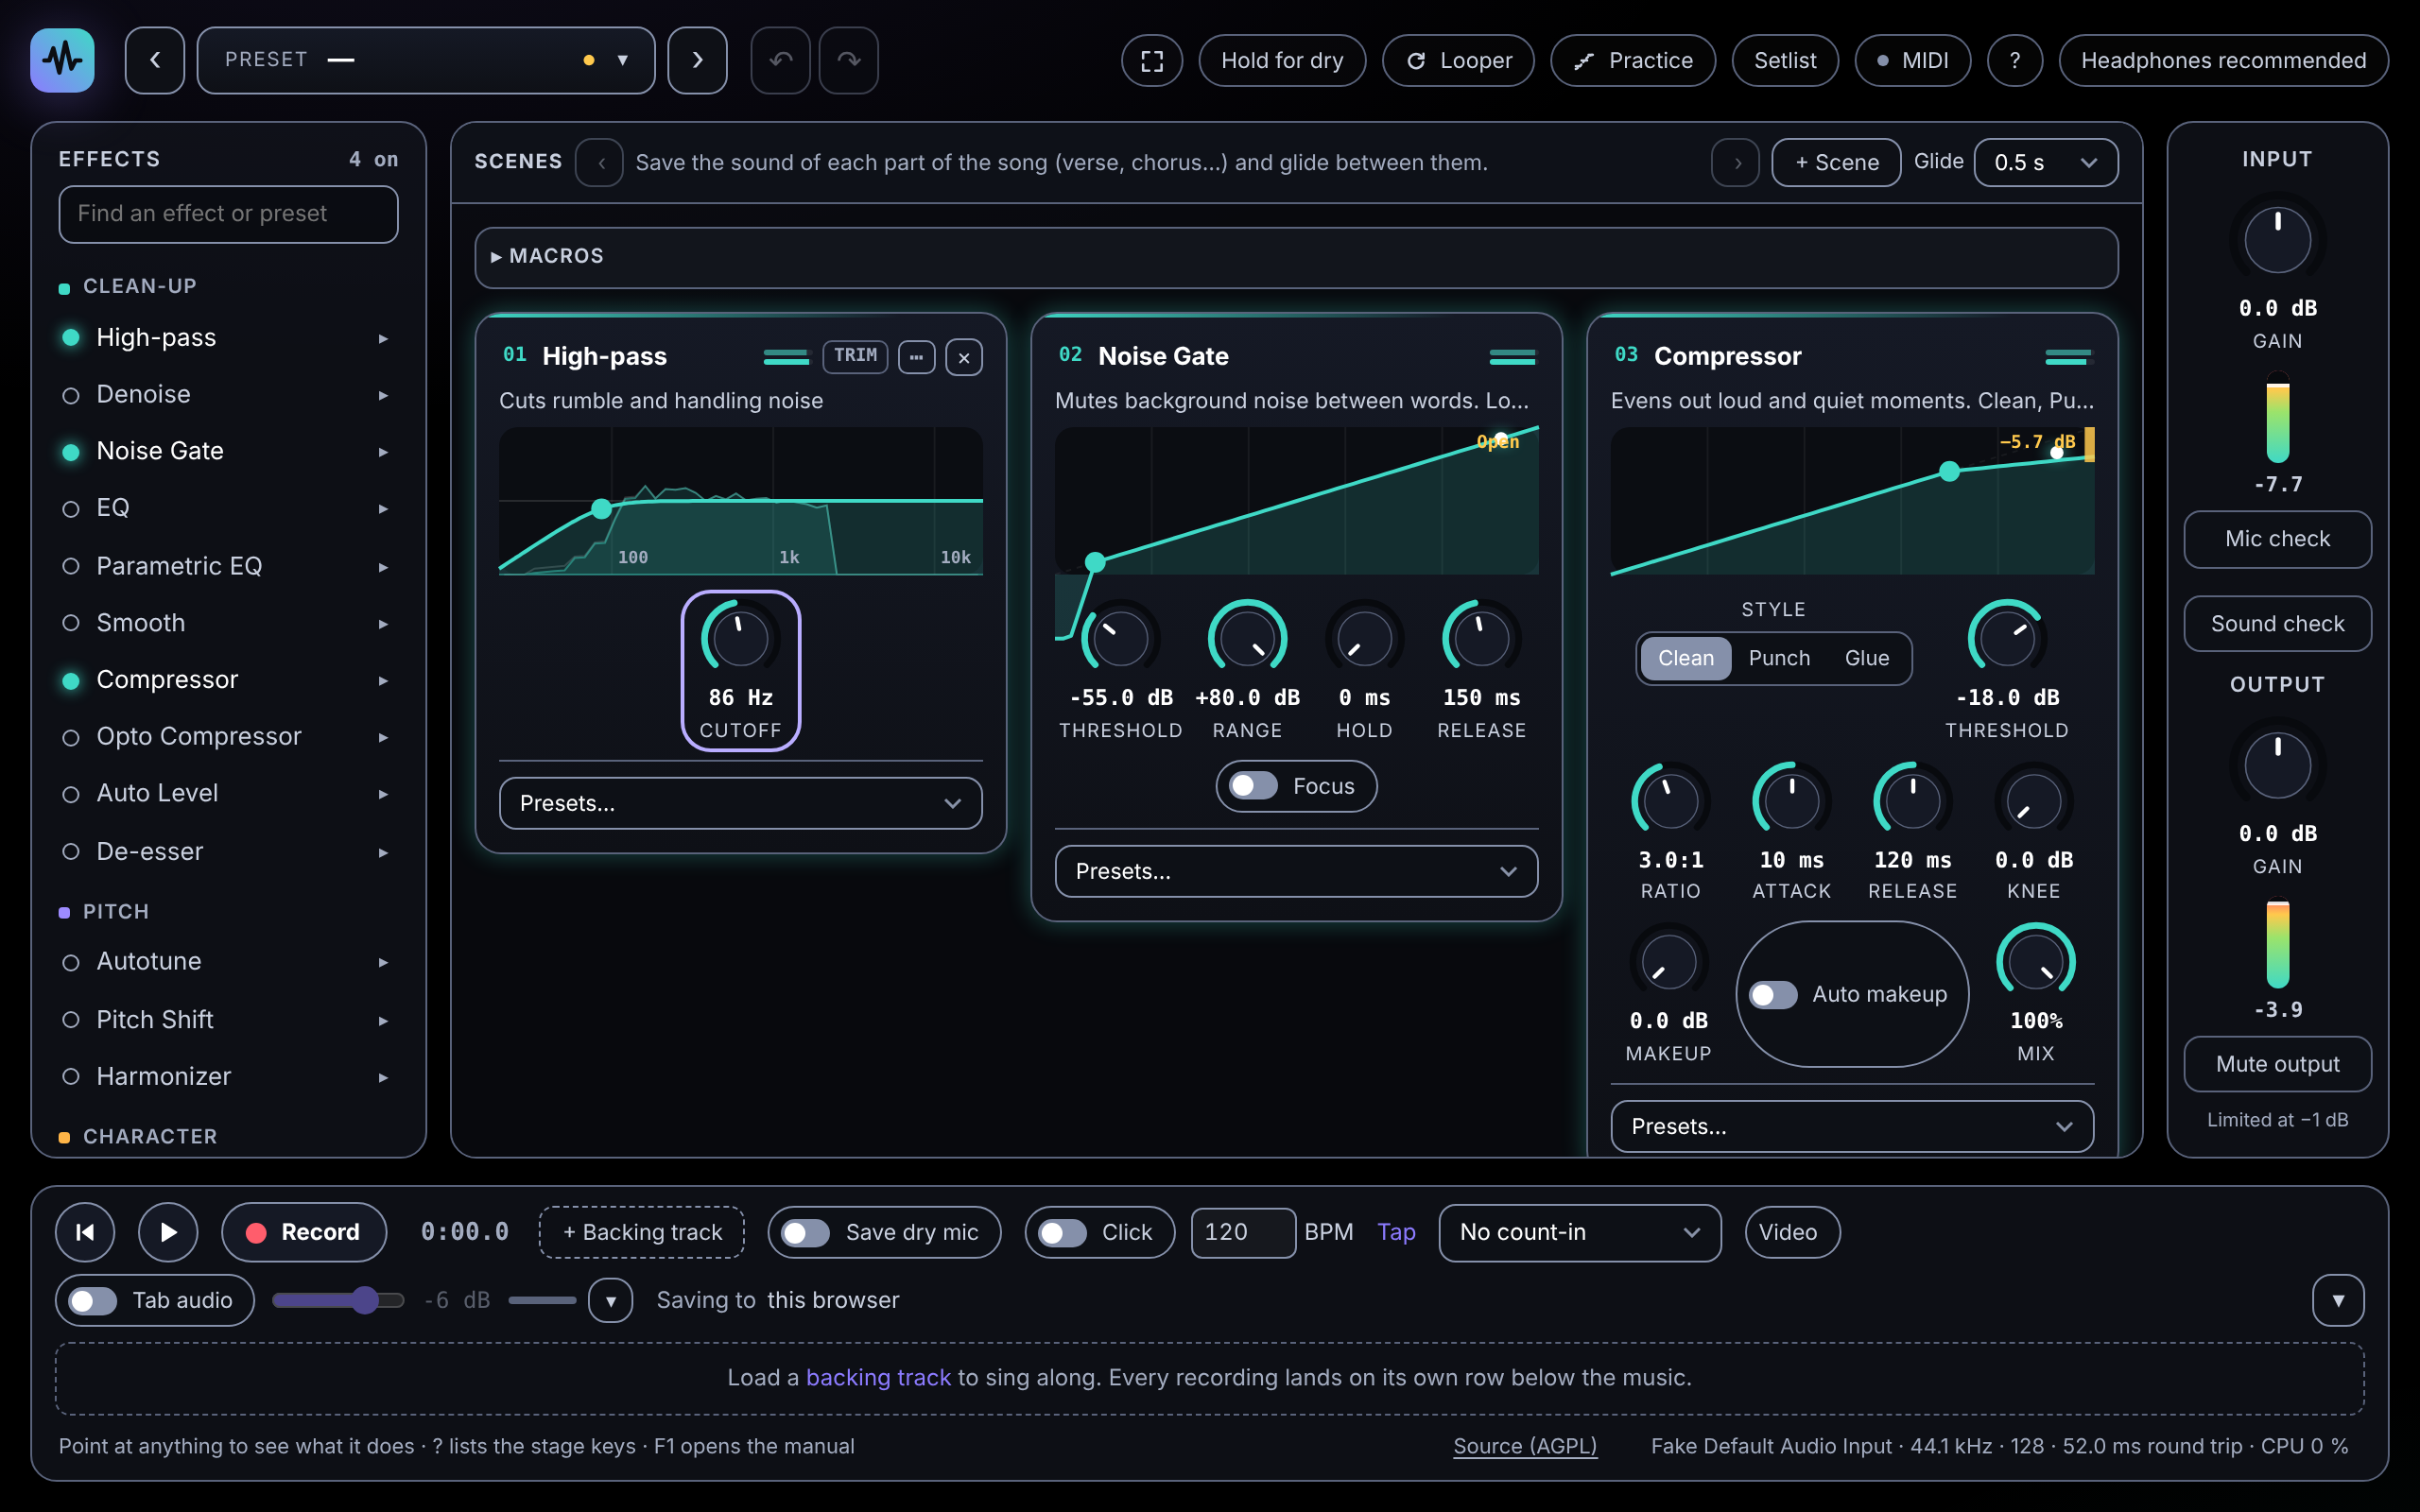 PRESET —
Hold for dry
Looper
Practice
Setlist
MIDI
?
Headphones recommended
EFFECTS 4 on
Find an effect or preset
CLEAN-UP
High-pass
Denoise
Noise Gate
EQ
Parametric EQ
Smooth
Compressor
Opto Compressor
Auto Level
De-esser
PITCH
Autotune
Pitch Shift
Harmonizer
CHARACTER
SCENES
Save the sound of each part of the song (verse, chorus…) and glide between them.
+ Scene
Glide
0.5 s
MACROS
01 High-pass
TRIM
Cuts rumble and handling noise
100 1k 10k
86 Hz
CUTOFF
Presets…
02 Noise Gate
Mutes background noise between words. Lo…
Open
-55.0 dB +80.0 dB 0 ms 150 ms
THRESHOLD RANGE HOLD RELEASE
Focus
Presets…
03 Compressor
Evens out loud and quiet moments. Clean, Pu…
−5.7 dB
STYLE
Clean Punch Glue
-18.0 dB
THRESHOLD
3.0:1 10 ms 120 ms 0.0 dB
RATIO ATTACK RELEASE KNEE
0.0 dB
MAKEUP
Auto makeup
100%
MIX
Presets…
INPUT
0.0 dB
GAIN
-7.7
Mic check
Sound check
OUTPUT
0.0 dB
GAIN
-3.9
Mute output
Limited at −1 dB
Record
0:00.0
+ Backing track
Save dry mic
Click
120 BPM
Tap
No count-in
Video
Tab audio
-6 dB
Saving to this browser
Load a backing track to sing along. Every recording lands on its own row below the music.
Point at anything to see what it does · ? lists the stage keys · F1 opens the manual
Source (AGPL)
Fake Default Audio Input · 44.1 kHz · 128 · 52.0 ms round trip · CPU 0 %